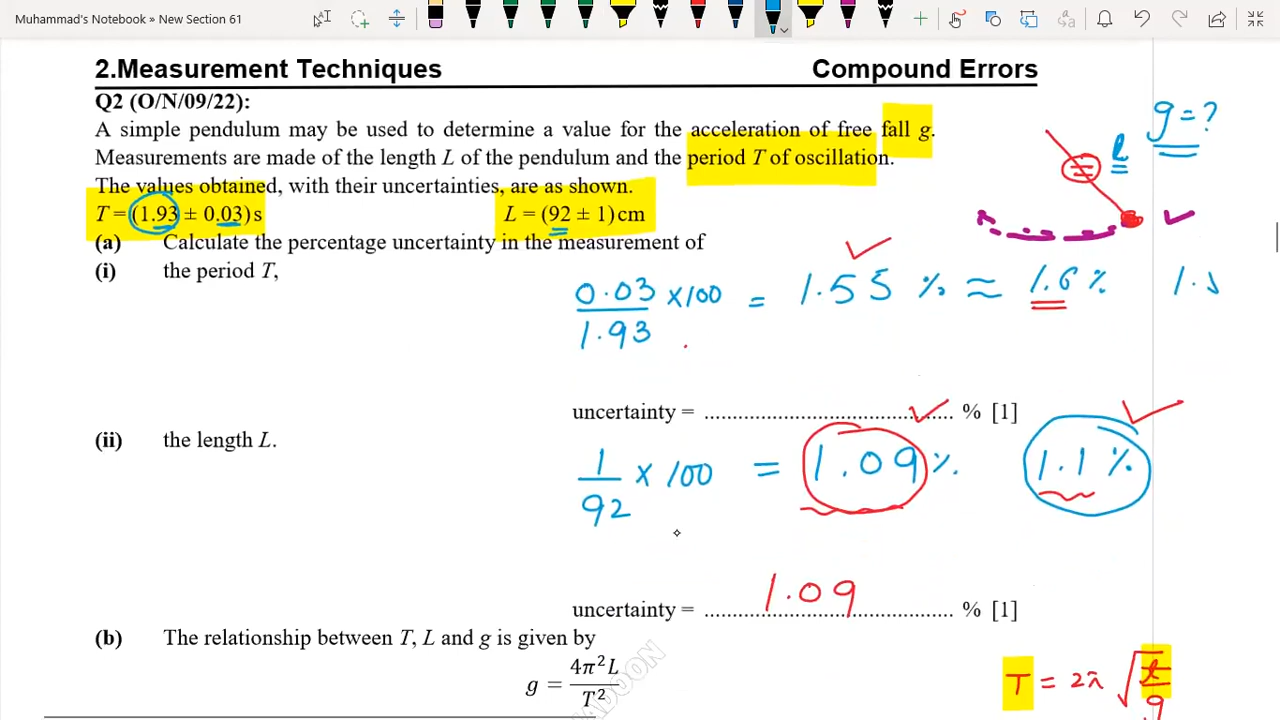 Muhammad's Notebook » New Section 61
2.Measurement Techniques Compound Errors
Q2 (O/N/09/22):
A simple pendulum may be used to determine a value for the acceleration of free fall g.
Measurements are made of the length L of the pendulum and the period T of oscillation.
The values obtained, with their uncertainties, are as shown.
T = (1.93 ± 0.03) s L = (92 ± 1) cm
g = ?
l
(a) Calculate the percentage uncertainty in the measurement of
(i) the period T,
0.03/1.93 ×100 = 1.55 % ≈ 1.6 %
uncertainty = .............................................. % [1]
(ii) the length L.
1/92 × 100 = 1.09 % 1.1 %
uncertainty = 1.09 % [1]
(b) The relationship between T, L and g is given by
g = 4π²L/T²
T = 2π √l/g